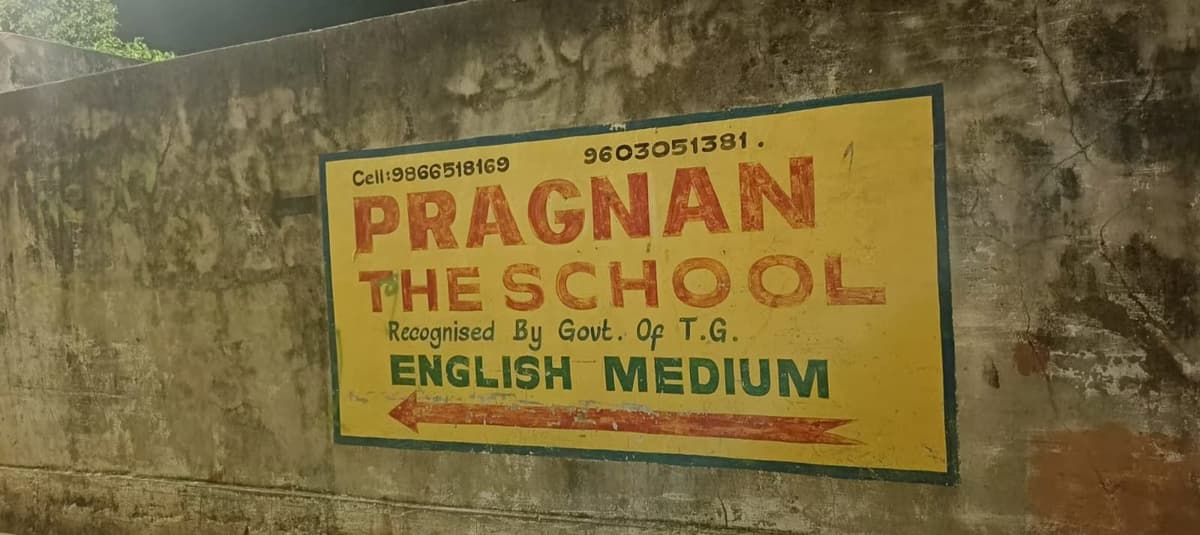 Cell:9866518169 9603051381.
PRAGNAN
THE SCHOOL
Recognised By Govt. Of T.G.
ENGLISH MEDIUM